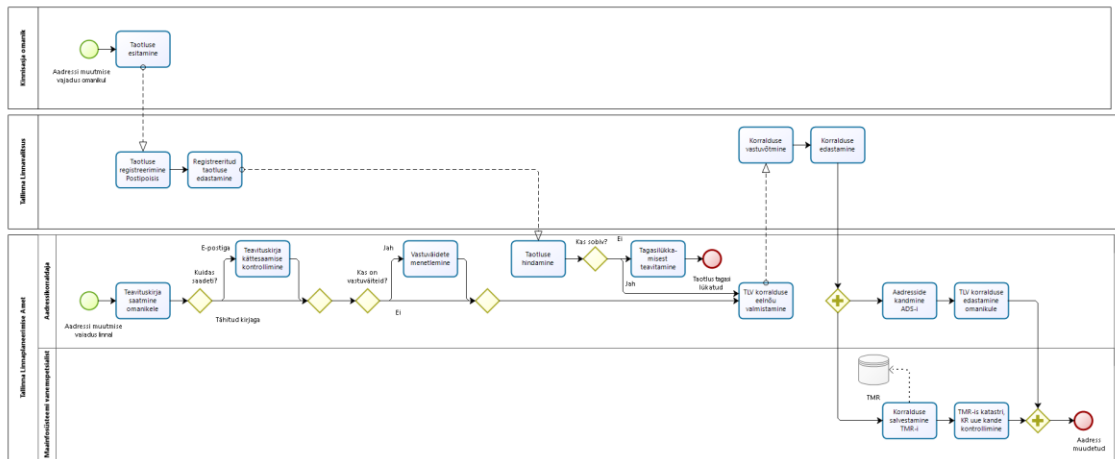 Kinnisasja omanik
Aadressi muutmise
vajadus omanikul
Taotluse
esitamine
Tallinna Linnavalitsus
Taotluse
registreerimine
Postipoisis
Registreeritud
taotluse
edastamine
Korralduse
vastuvõtmine
Korralduse
edastamine
Tallinna Linnaplaneerimise Amet
Aadressikorraldaja
Aadressi muutmise
vajadus linnal
Teavituskirja
saatmine
omanikele
Kuidas
saadeti?
E-postiga
Tähitud kirjaga
Teavituskirja
kättesaamise
kontrollimine
Kas on
vastuväiteid?
Jah
Ei
Vastuväidete
menetlemine
Taotluse
hindamine
Kas sobiv?
Ei
Jah
Tagasilükka-
misest
teavitamine
Taotlus tagasi
lükatud
TLV korralduse
eelnõu
valmistamine
Aadresside
kandmine
ADS-i
TLV korralduse
edastamine
omanikule
Maainfosüsteemi vanemspetsialist
TMR
Korralduse
salvestamine
TMR-i
TMR-is katastri,
KR uue kande
kontrollimine
Aadress
muudetud